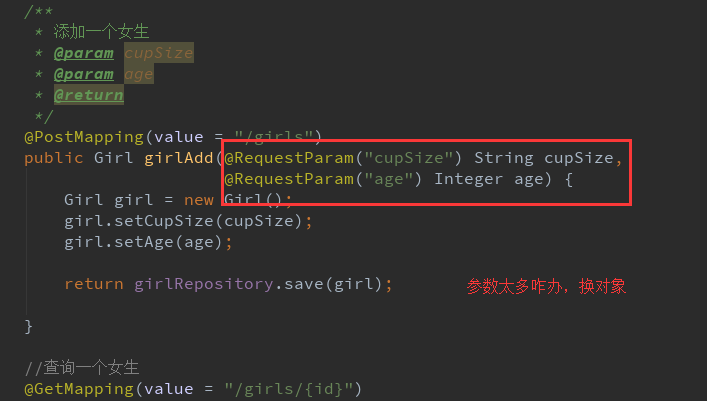 /**
 * 添加一个女生
 * @param cupSize
 * @param age
 * @return
 */
@PostMapping(value = "/girls")
public Girl girlAdd(@RequestParam("cupSize") String cupSize,
@RequestParam("age") Integer age) {
Girl girl = new Girl();
girl.setCupSize(cupSize);
girl.setAge(age);
return girlRepository.save(girl);
参数太多咋办，换对象
}
//查询一个女生
@GetMapping(value = "/girls/{id}")